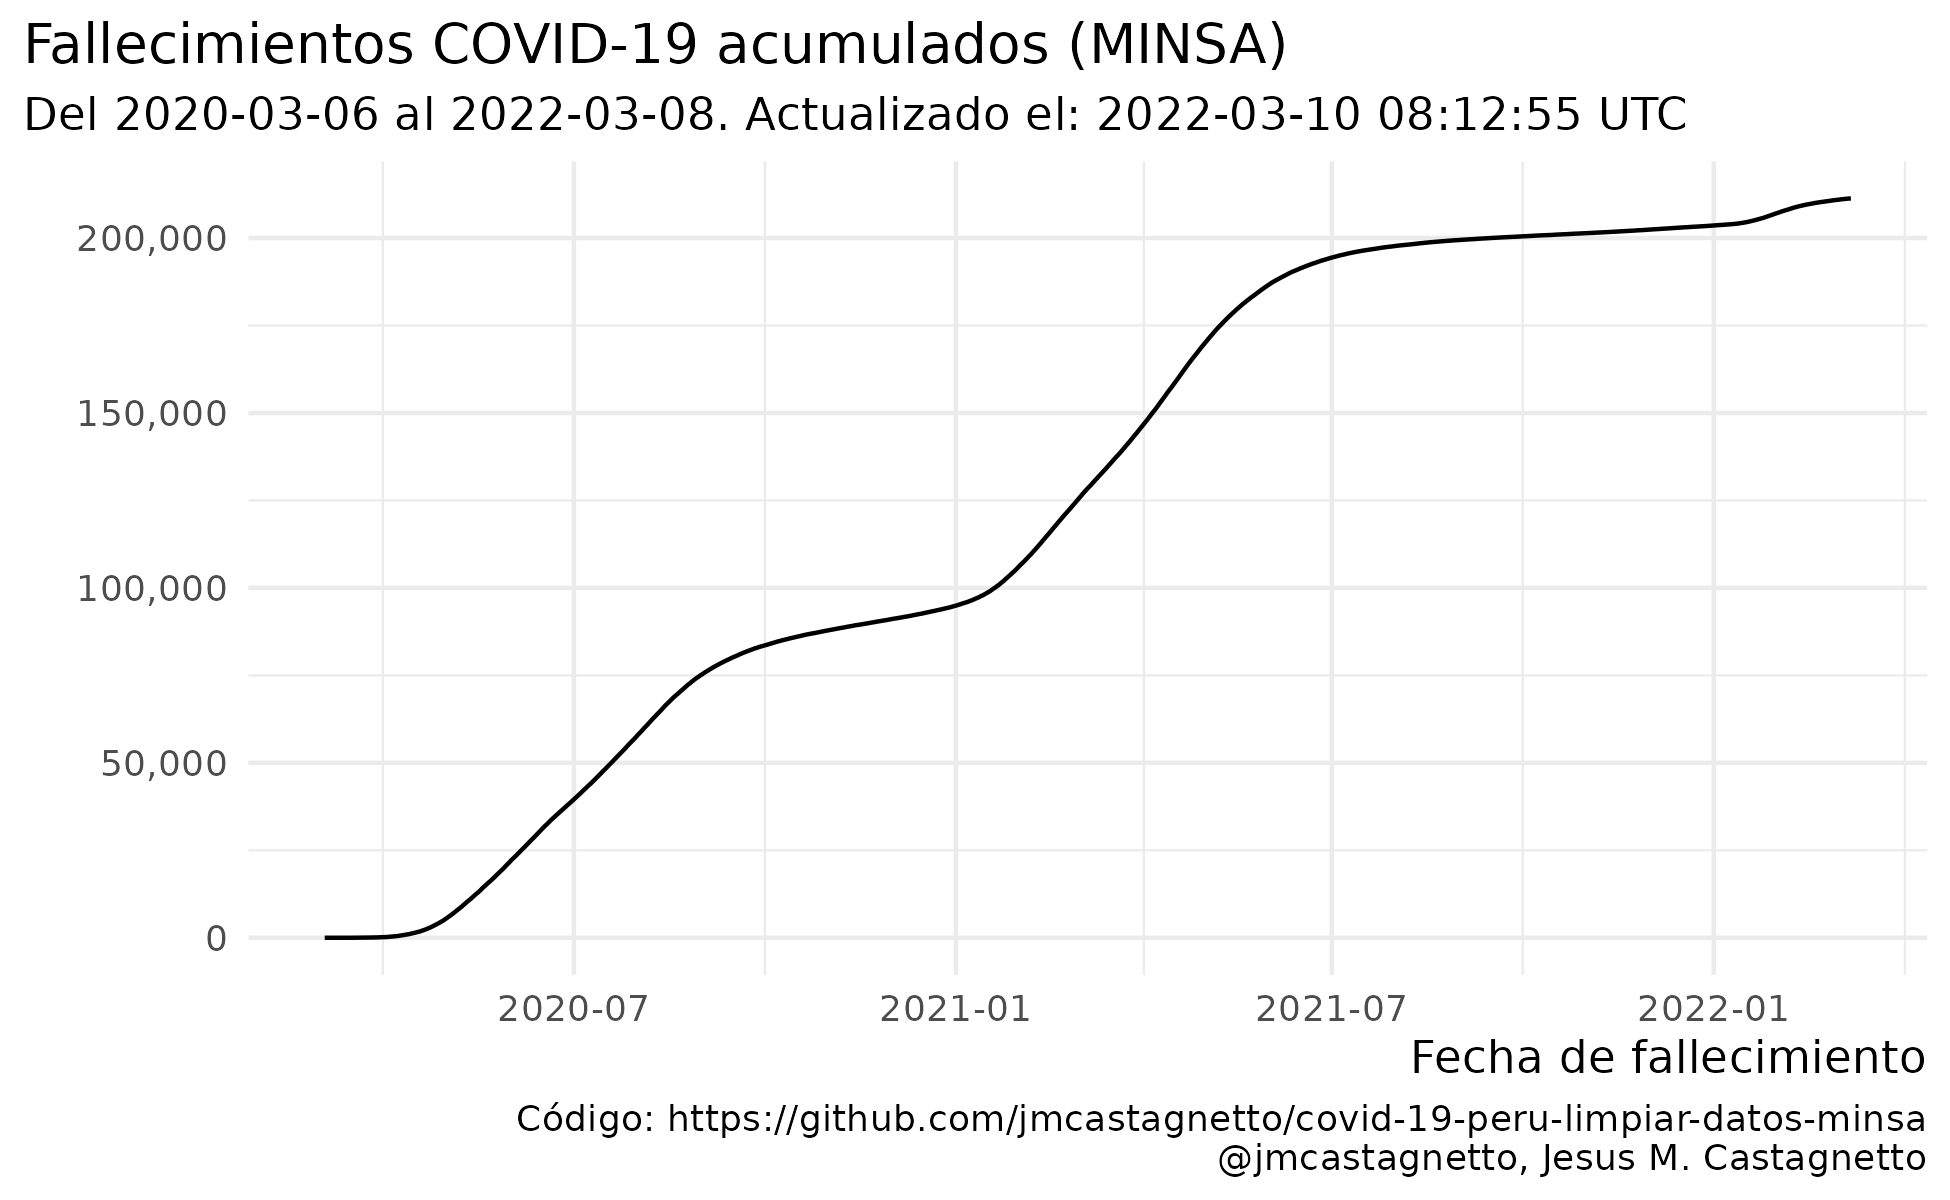 Fallecimientos COVID-19 acumulados (MINSA)
Del 2020-03-06 al 2022-03-08. Actualizado el: 2022-03-10 08:12:55 UTC
200,000
150,000
100,000
50,000
0
2020-07 2021-01 2021-07 2022-01
Fecha de fallecimiento
Código: https://github.com/jmcastagnetto/covid-19-peru-limpiar-datos-minsa
@jmcastagnetto, Jesus M. Castagnetto